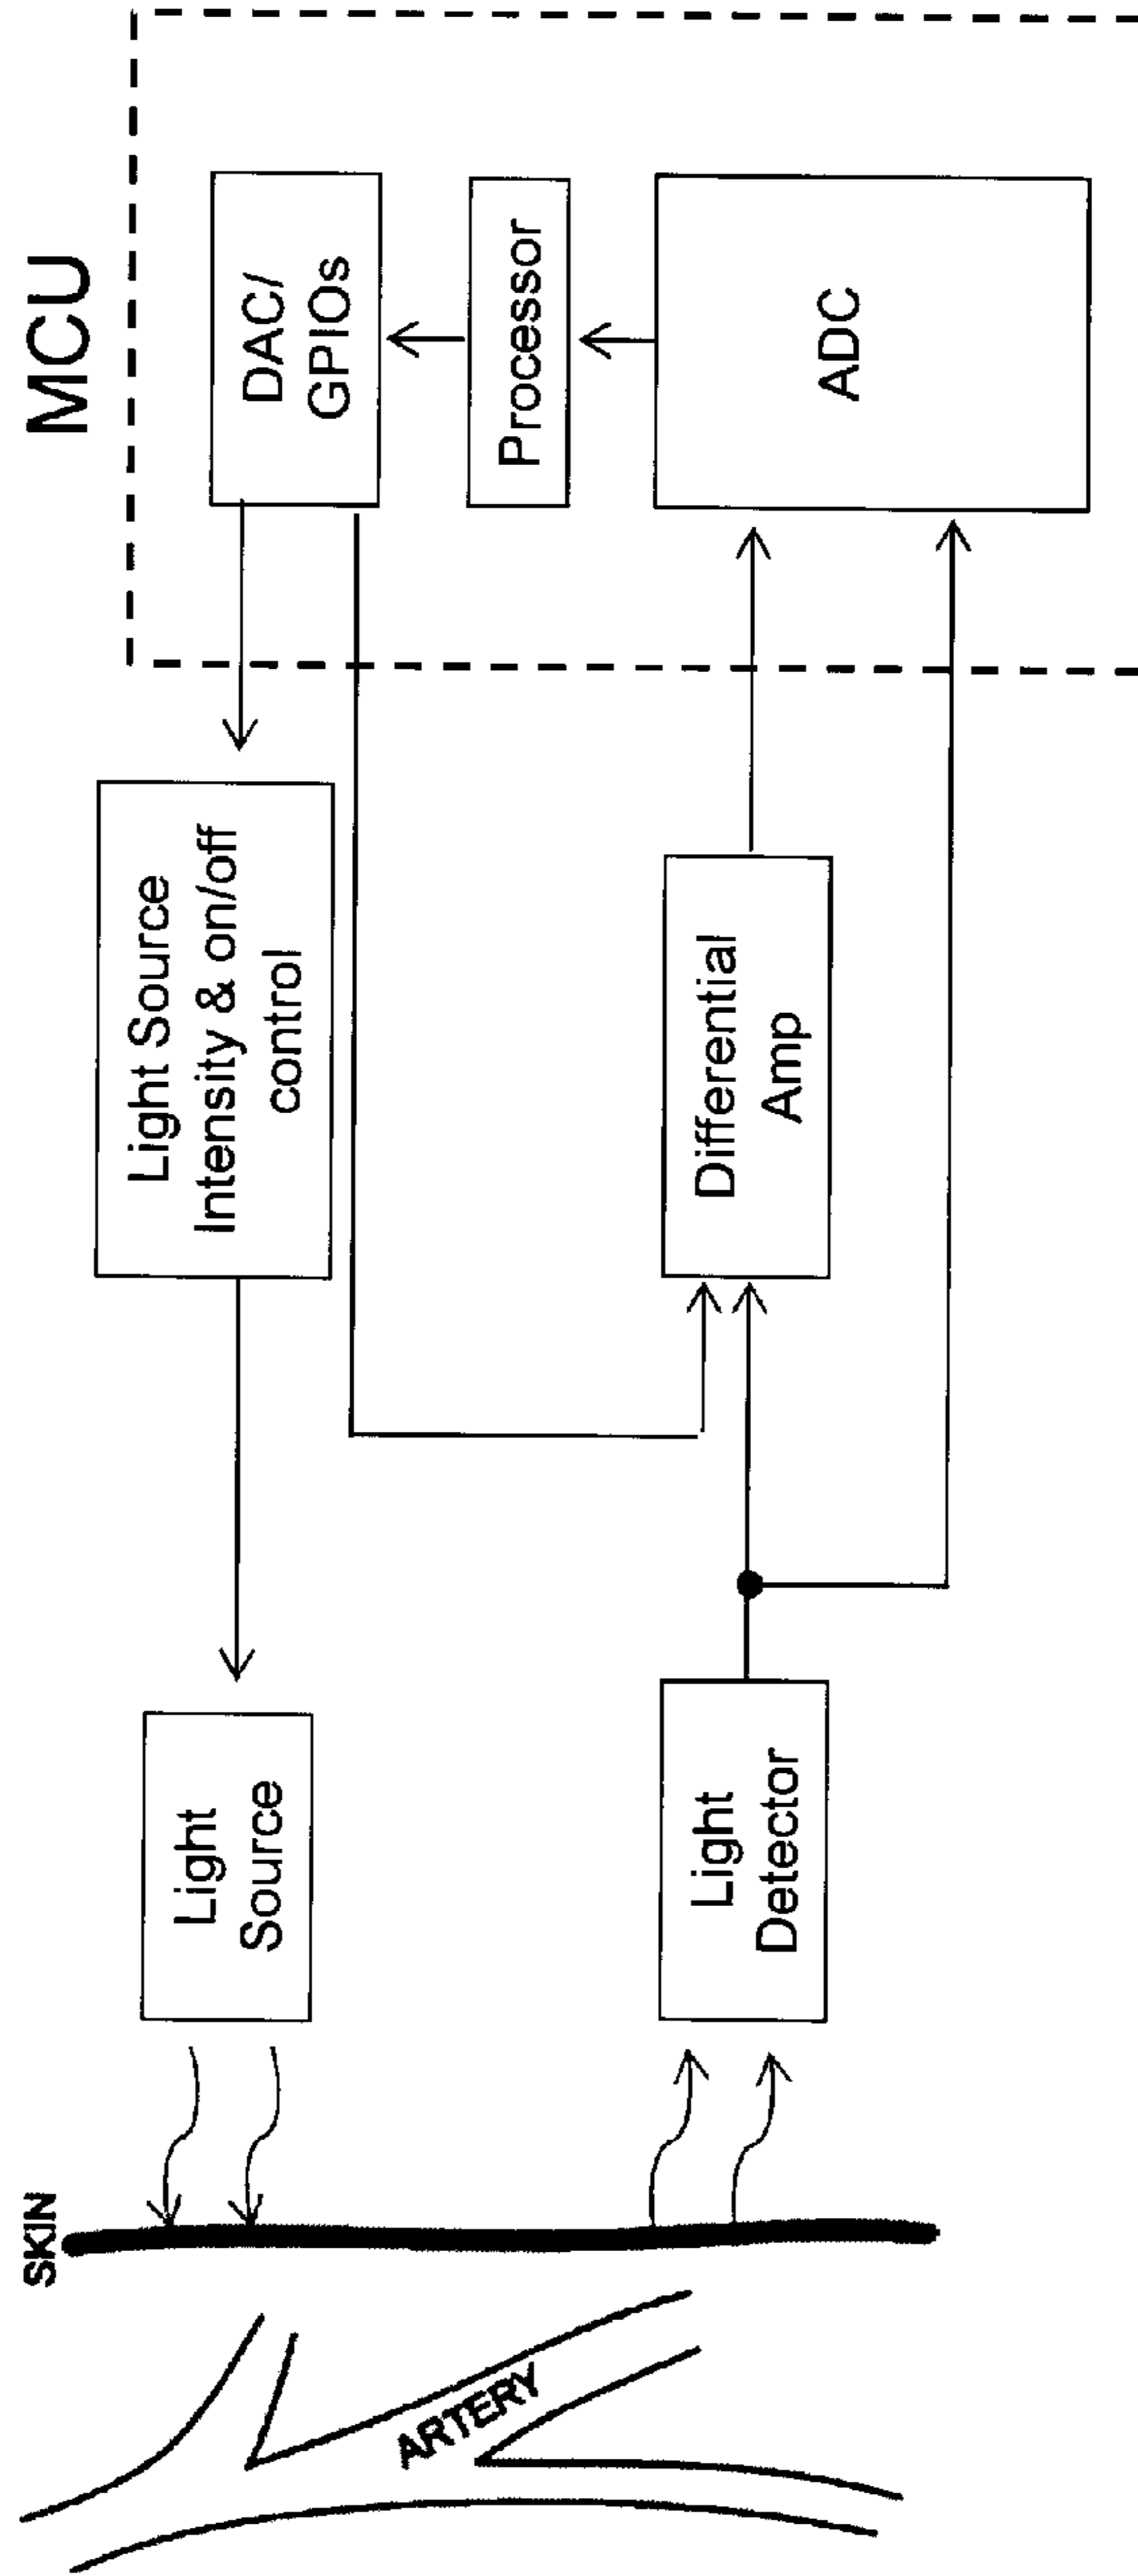 MCU
SKIN
ARTERY
Light
Source
Light Source
Intensity & on/off
control
DAC/
GPIOs
Processor
Light
Detector
Differential
Amp
ADC